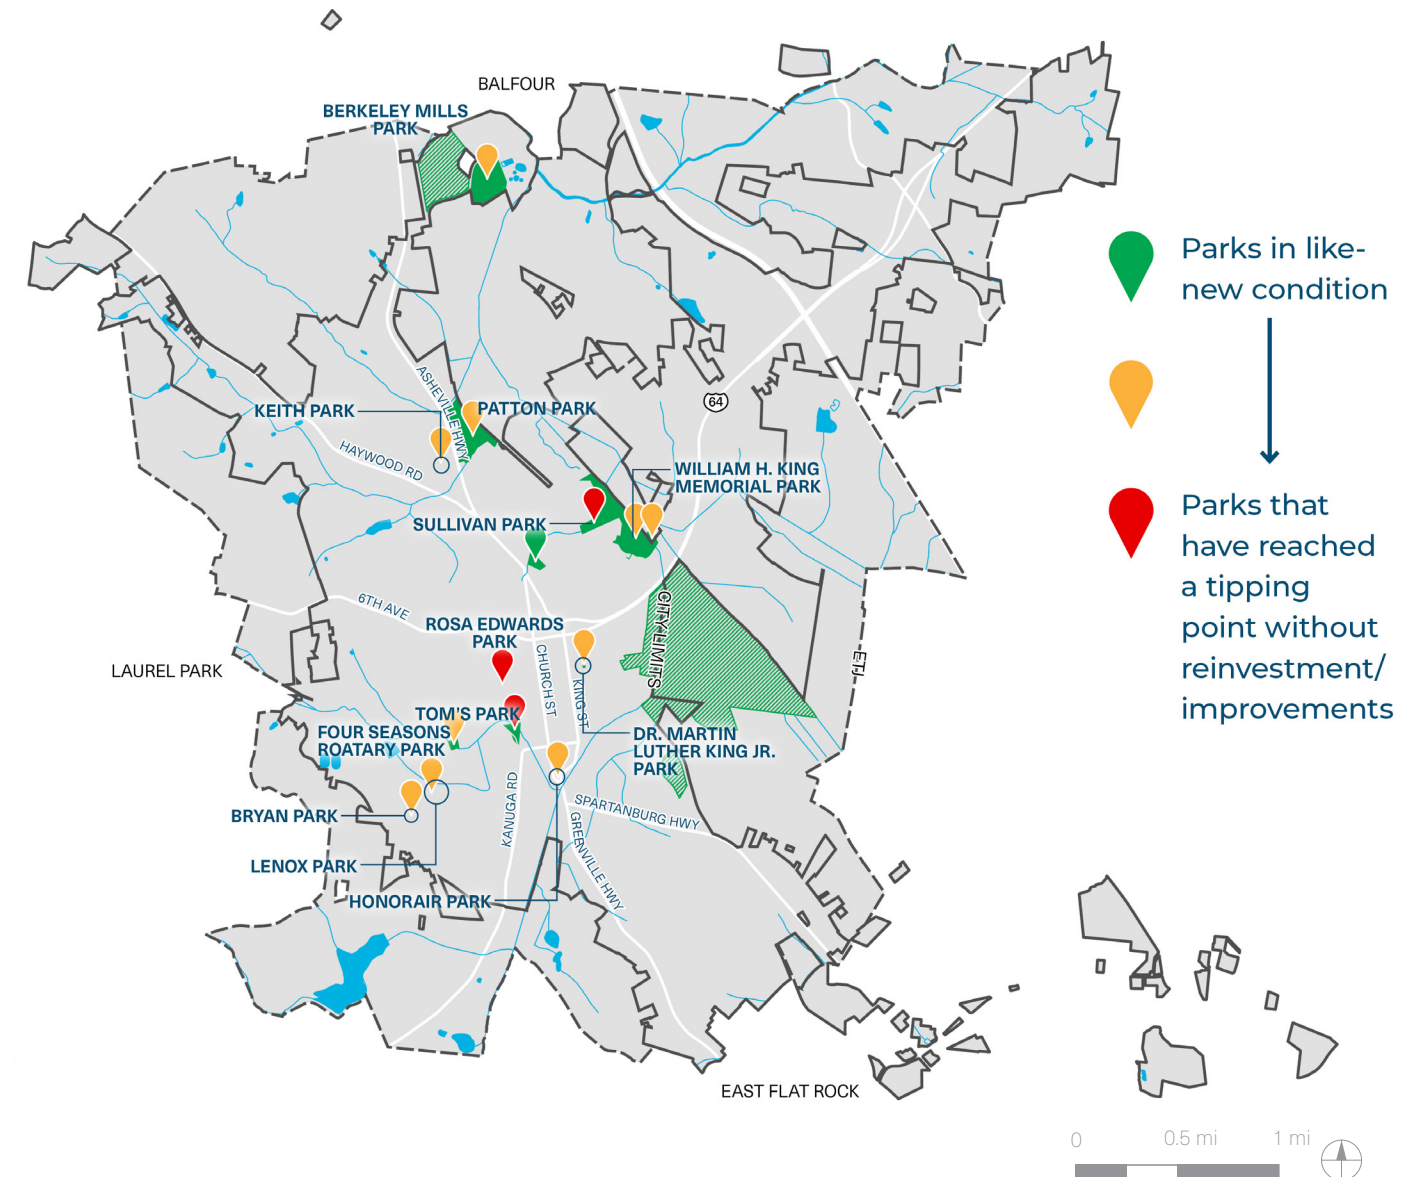 BALFOUR
BERKELEY MILLS
PARK
Parks in like-
new condition
ASHEVILLE HWY
KEITH PARK
PATTON PARK
64
HAYWOOD RD
WILLIAM H. KING
MEMORIAL PARK
SULLIVAN PARK
Parks that
have reached
a tipping
point without
reinvestment/
improvements
6TH AVE
CITY LIMITS
ROSA EDWARDS
PARK
ETJ
LAUREL PARK
CHURCH ST
KING ST
TOM'S PARK
FOUR SEASONS
ROATARY PARK
DR. MARTIN
LUTHER KING JR.
PARK
KANUGA RD
SPARTANBURG HWY
BRYAN PARK
GREENVILLE HWY
LENOX PARK
HONORAIR PARK
EAST FLAT ROCK
0 0.5 mi 1 mi